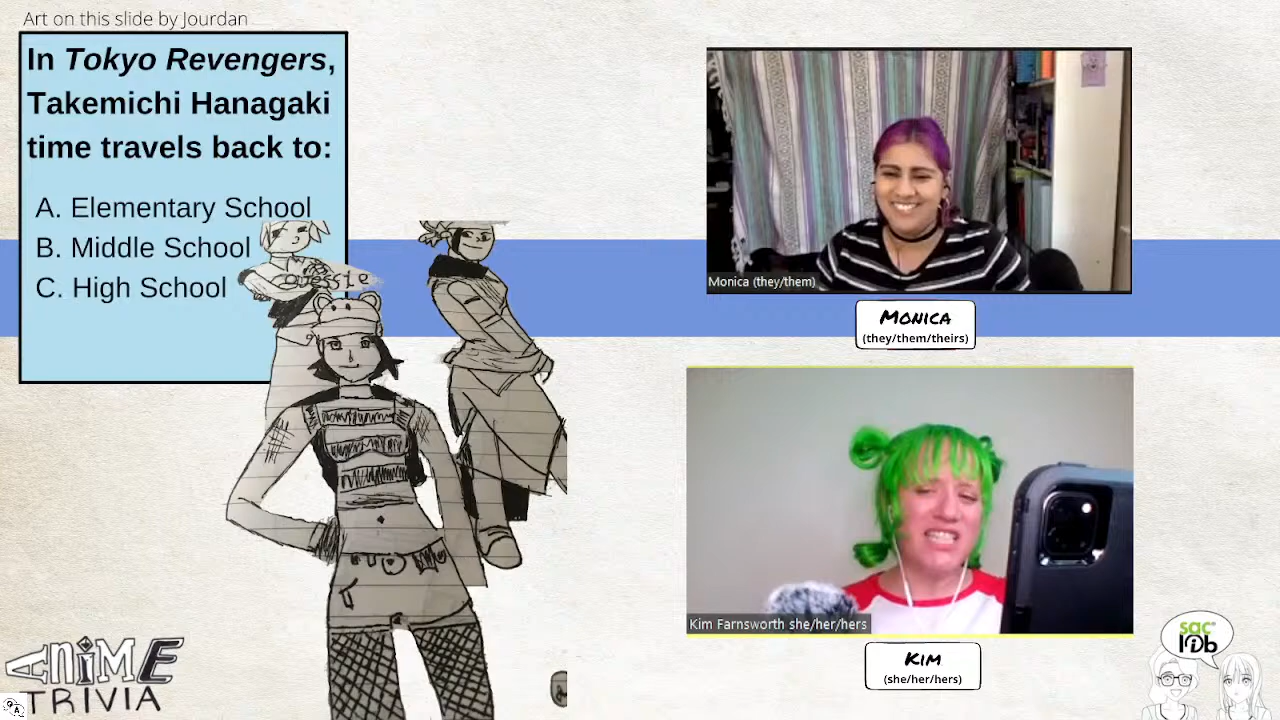 Art on this slide by Jourdan
In Tokyo Revengers,
Takemichi Hanagaki
time travels back to:
A. Elementary School
B. Middle School
C. High School
Monica (they/them)
MONICA
(they/them/theirs)
Kim Farnsworth she/her/hers
KIM
(she/her/hers)
sac
lib
ANIME
TRIVIA